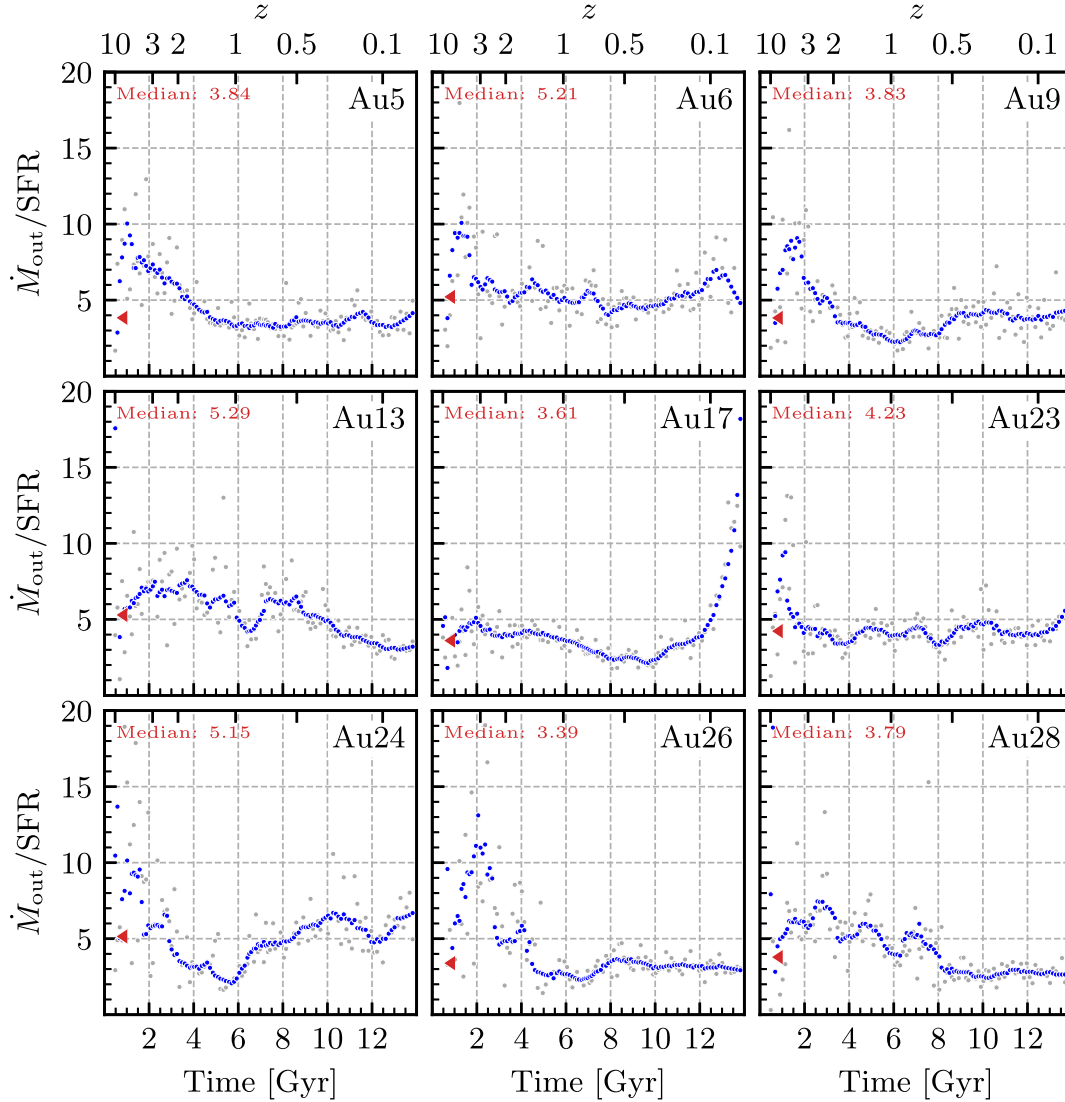 z z z
10 3 2 1 0.5 0.1 10 3 2 1 0.5 0.1 10 3 2 1 0.5 0.1
20 Median: 3.84 Au5 Median: 5.21 Au6 Median: 3.83 Au9
15
10
5
Ṁout/SFR
20 Median: 5.29 Au13 Median: 3.61 Au17 Median: 4.23 Au23
15
10
5
Ṁout/SFR
20 Median: 5.15 Au24 Median: 3.39 Au26 Median: 3.79 Au28
15
10
5
Ṁout/SFR
2 4 6 8 10 12 2 4 6 8 10 12 2 4 6 8 10 12
Time [Gyr] Time [Gyr] Time [Gyr]